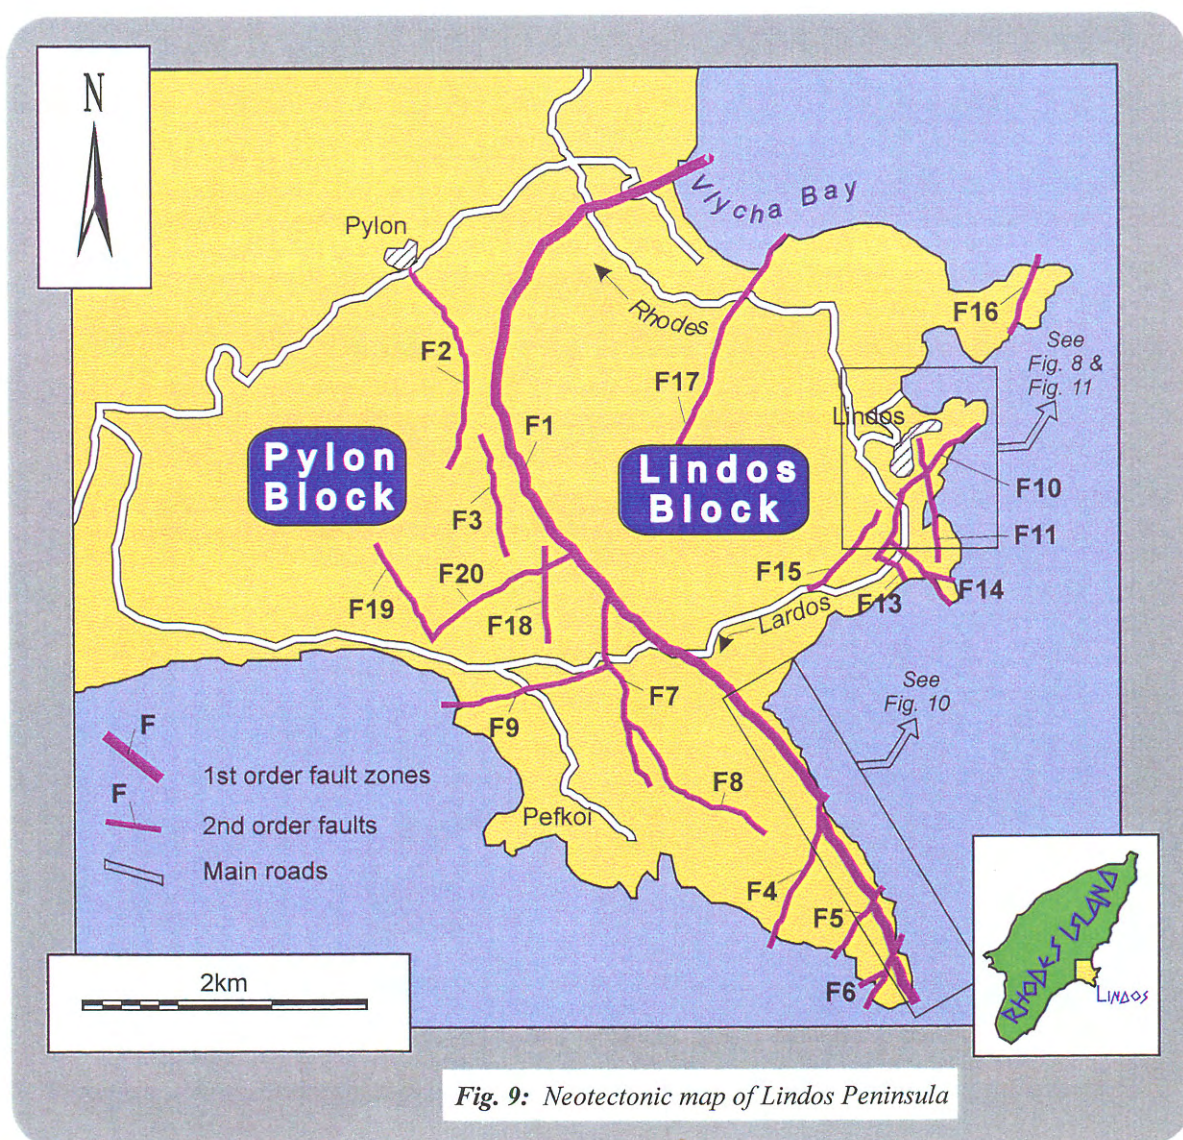 N
Vlycha Bay
Pylon
Rhodes
F16
See
Fig. 8 &
Fig. 11
F2
F17
F1
Lindos
Pylon
Block
Lindos
Block
F10
F3
F11
F15
F20
F19
F18
F13
F14
Lardos
See
Fig. 10
F7
F9
F
1st order fault zones
F
2nd order faults
Main roads
F8
Pefkoi
F4
F5
F6
2km
RHODES ISLAND
LINDOS
Fig. 9: Neotectonic map of Lindos Peninsula